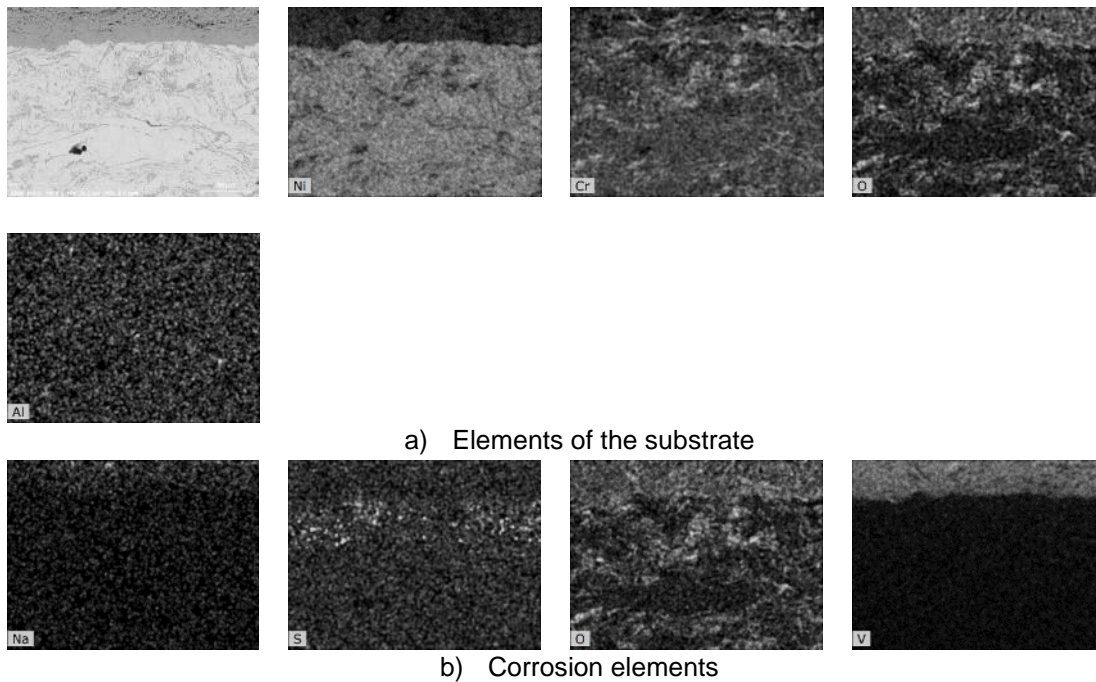 Ni
Cr
O
Al
a) Elements of the substrate
Na
S
O
V
b) Corrosion elements